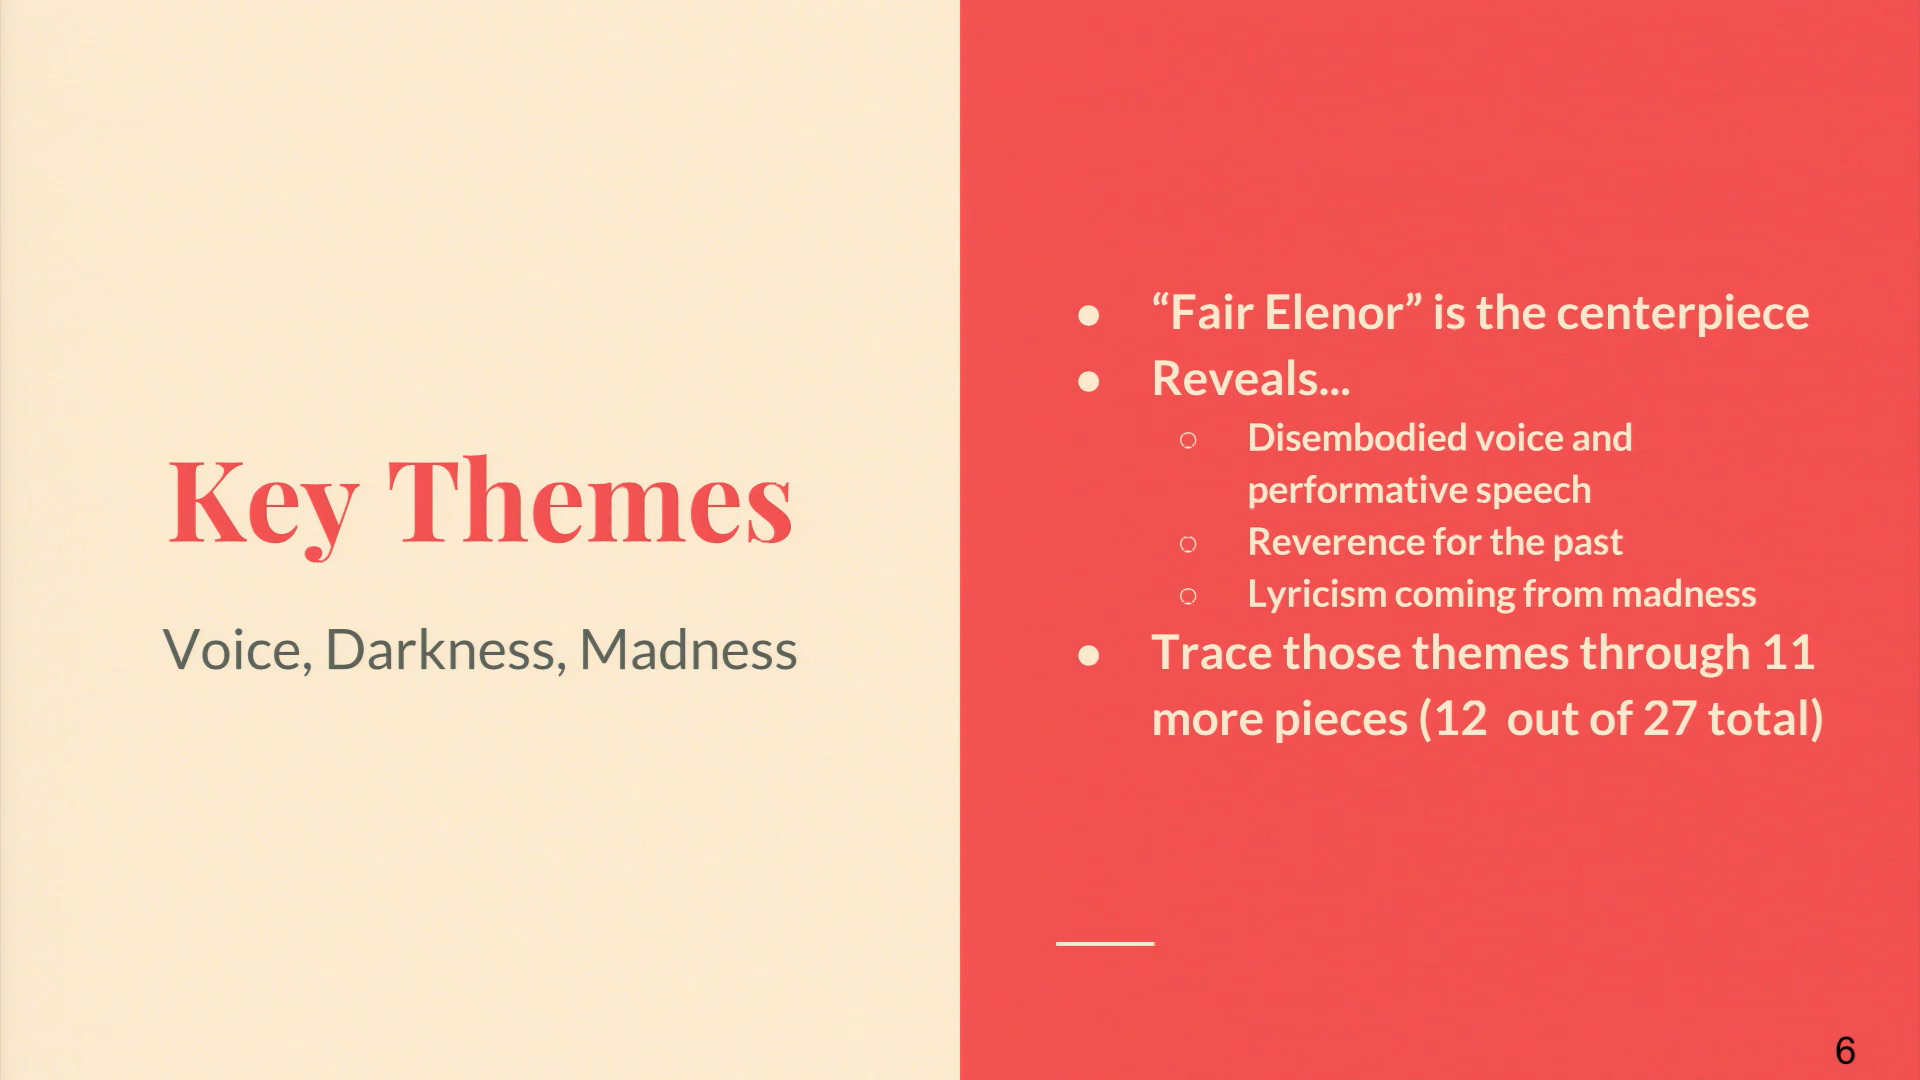 Key Themes
Voice, Darkness, Madness
● “Fair Elenor” is the centerpiece
● Reveals...
○ Disembodied voice and
performative speech
○ Reverence for the past
○ Lyricism coming from madness
● Trace those themes through 11
more pieces (12  out of 27 total)
6